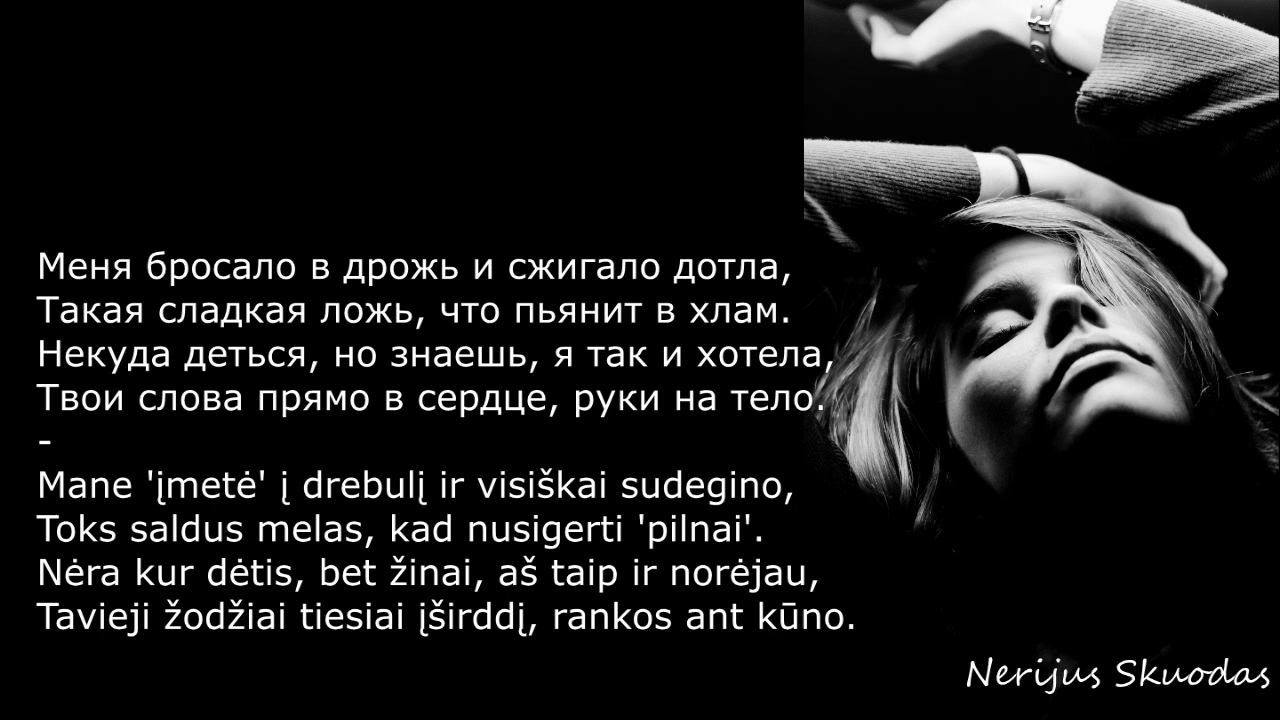 Меня бросало в дрожь и сжигало дотла,
Такая сладкая ложь, что пьянит в хлам.
Некуда деться, но знаешь, я так и хотела,
Твои слова прямо в сердце, руки на тело.
-
Mane 'įmetė' į drebulį ir visiškai sudegino,
Toks saldus melas, kad nusigerti 'pilnai'.
Nėra kur dėtis, bet žinai, aš taip ir norėjau,
Tavieji žodžiai tiesiai įširddį, rankos ant kūno.
Nerijus Skuodas